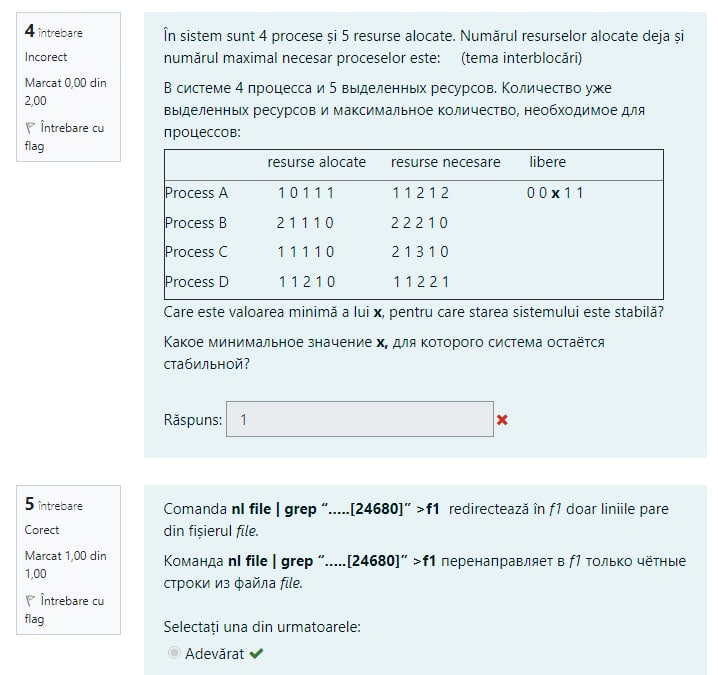 4 întrebare
Incorect
Marcat 0,00 din
2,00
Întrebare cu
flag
În sistem sunt 4 procese și 5 resurse alocate. Numărul resurselor alocate deja și
numărul maximal necesar proceselor este: (tema interblocări)
В системе 4 процесса и 5 выделенных ресурсов. Количество уже
выделенных ресурсов и максимальное количество, необходимое для
процессов:
resurse alocate resurse necesare libere
Process A 1 0 1 1 1 1 1 2 1 2 0 0 x 1 1
Process B 2 1 1 1 0 2 2 2 1 0
Process C 1 1 1 1 0 2 1 3 1 0
Process D 1 1 2 1 0 1 1 2 2 1
Care este valoarea minimă a lui x, pentru care starea sistemului este stabilă?
Какое минимальное значение x, для которого система остаётся
стабильной?
Răspuns: 1
5 întrebare
Corect
Marcat 1,00 din
1,00
Întrebare cu
flag
Comanda nl file | grep “.....[24680]” >f1 redirectează în f1 doar liniile pare
din fișierul file.
Команда nl file | grep “.....[24680]” >f1 перенаправляет в f1 только чётные
строки из файла file.
Selectați una din urmatoarele:
Adevărat